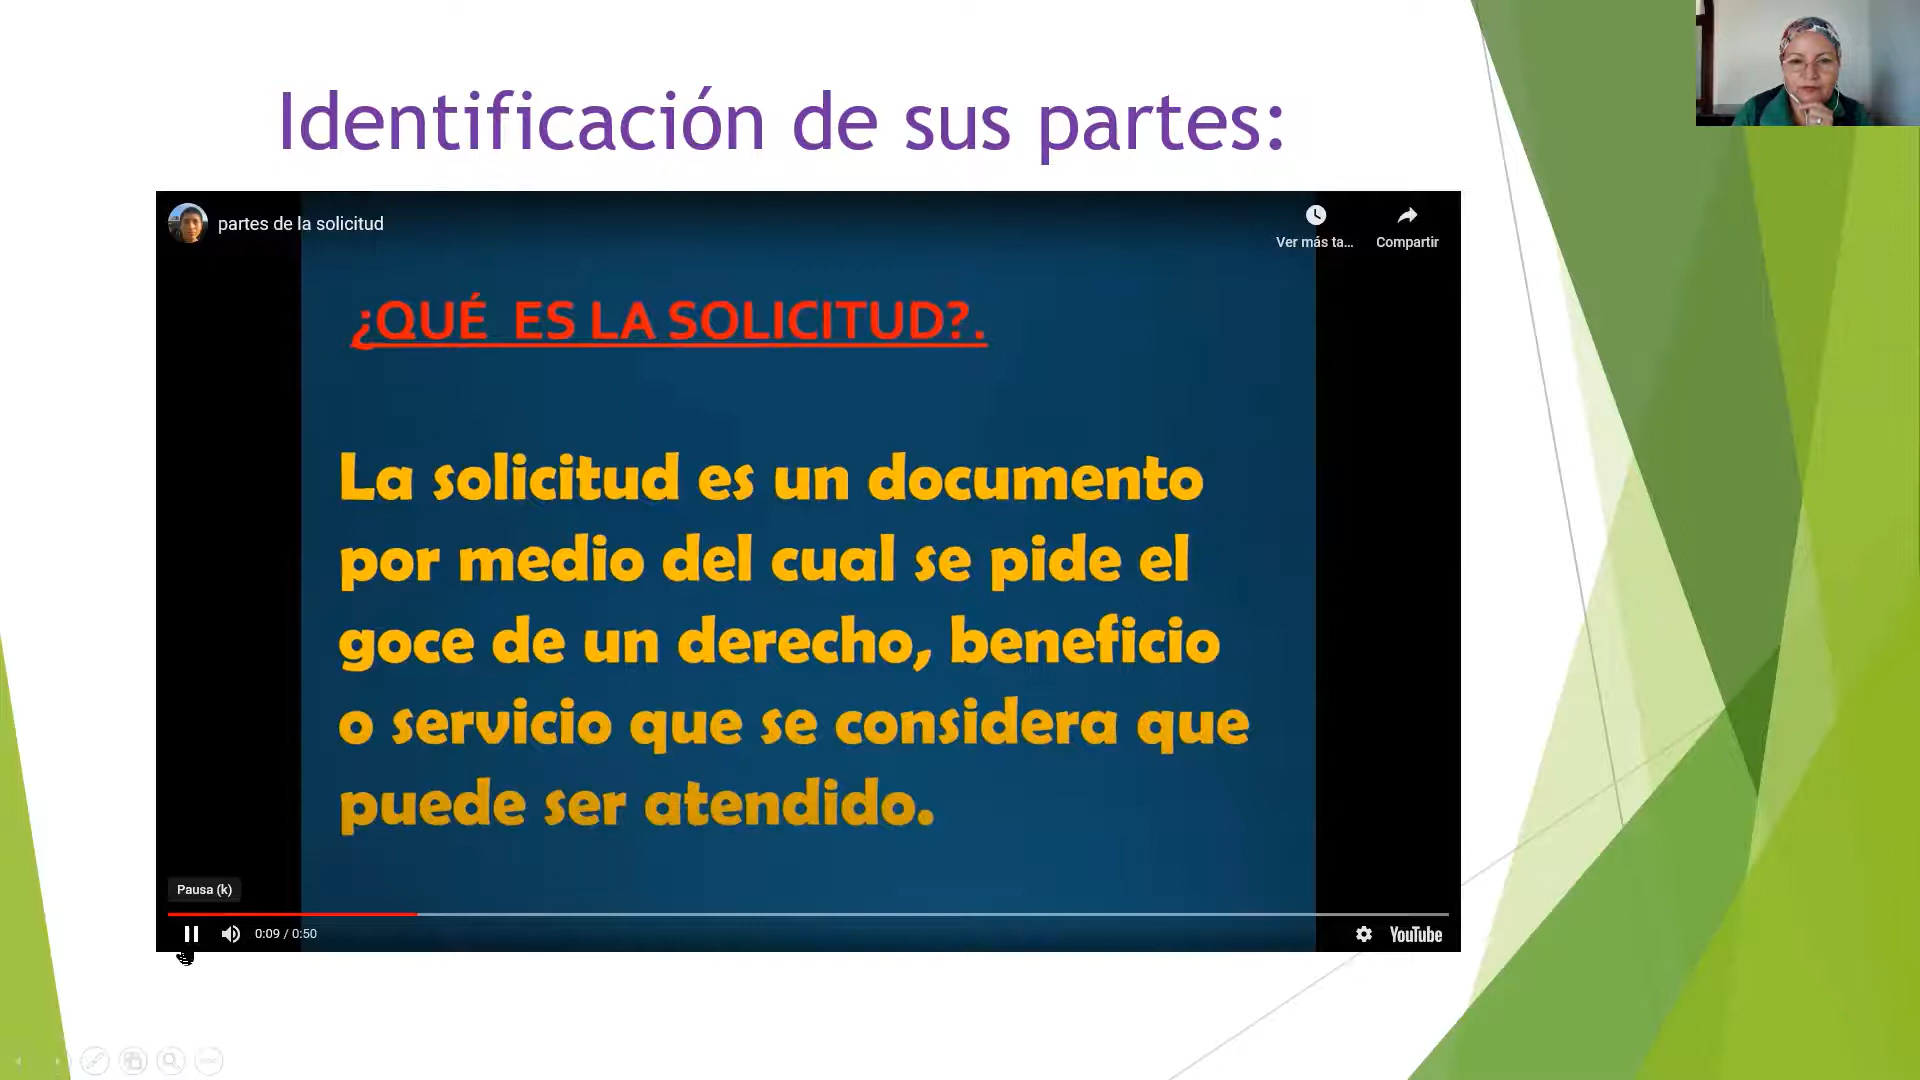 Identificación de sus partes:
partes de la solicitud
Ver más ta...
Compartir
¿QUÉ ES LA SOLICITUD?.
La solicitud es un documento
por medio del cual se pide el
goce de un derecho, beneficio
o servicio que se considera que
puede ser atendido.
Pausa (k)
0:09 / 0:50
YouTube